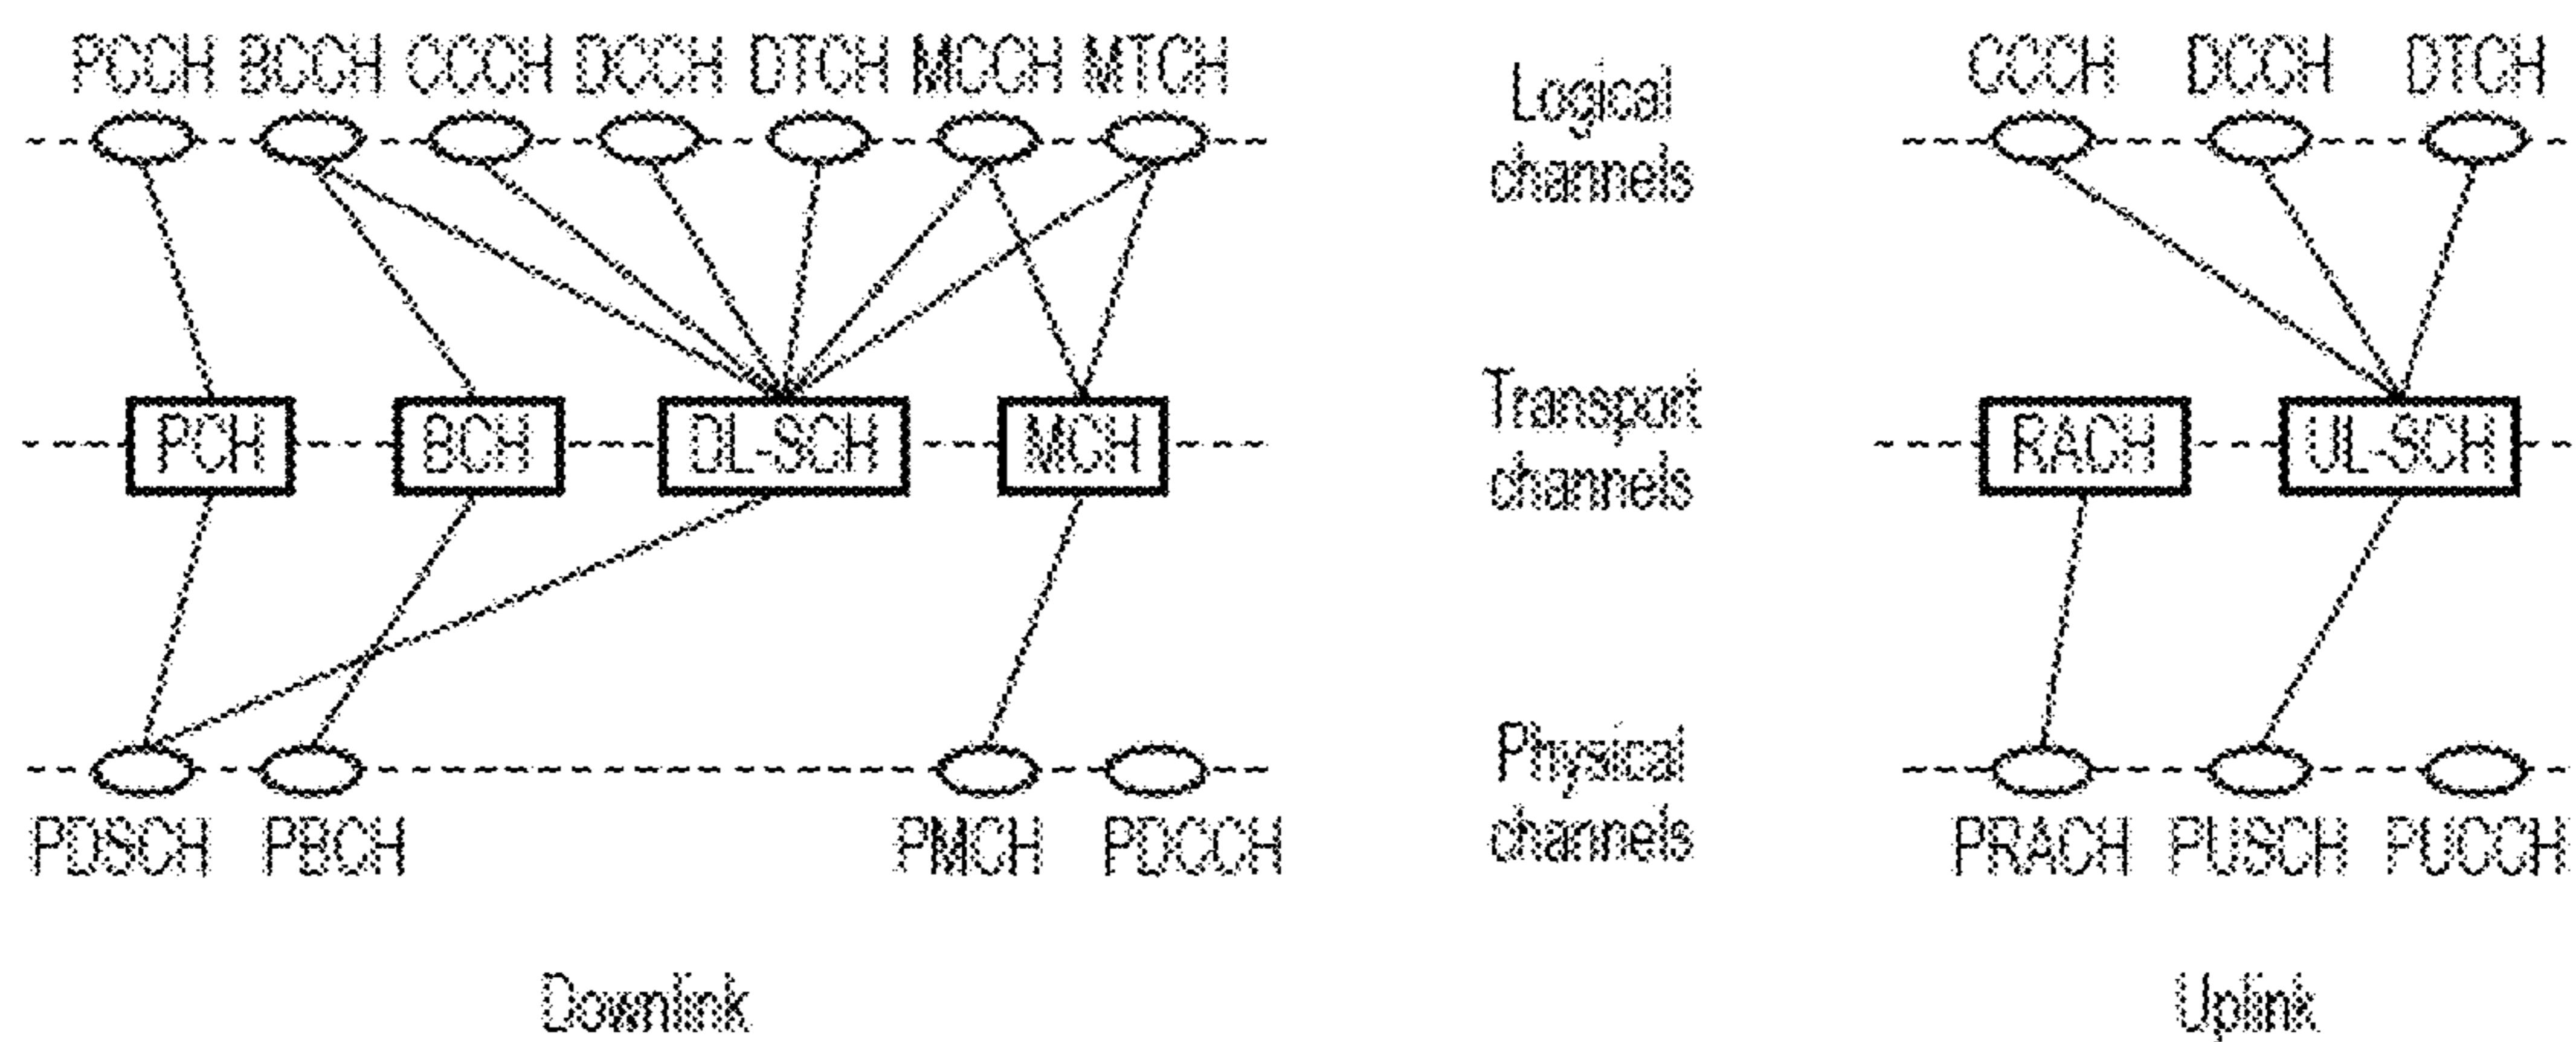 PCCH BCCH CCCH DCCH DTCH MCCH MTCH
Logical
channels
CCCH DCCH DTCH
PCH BCH DL-SCH MCH
Transport
channels
RACH UL-SCH
PDSCH PBCH PMCH PDCCH
Physical
channels
PRACH PUSCH PUCCH
Downlink
Uplink